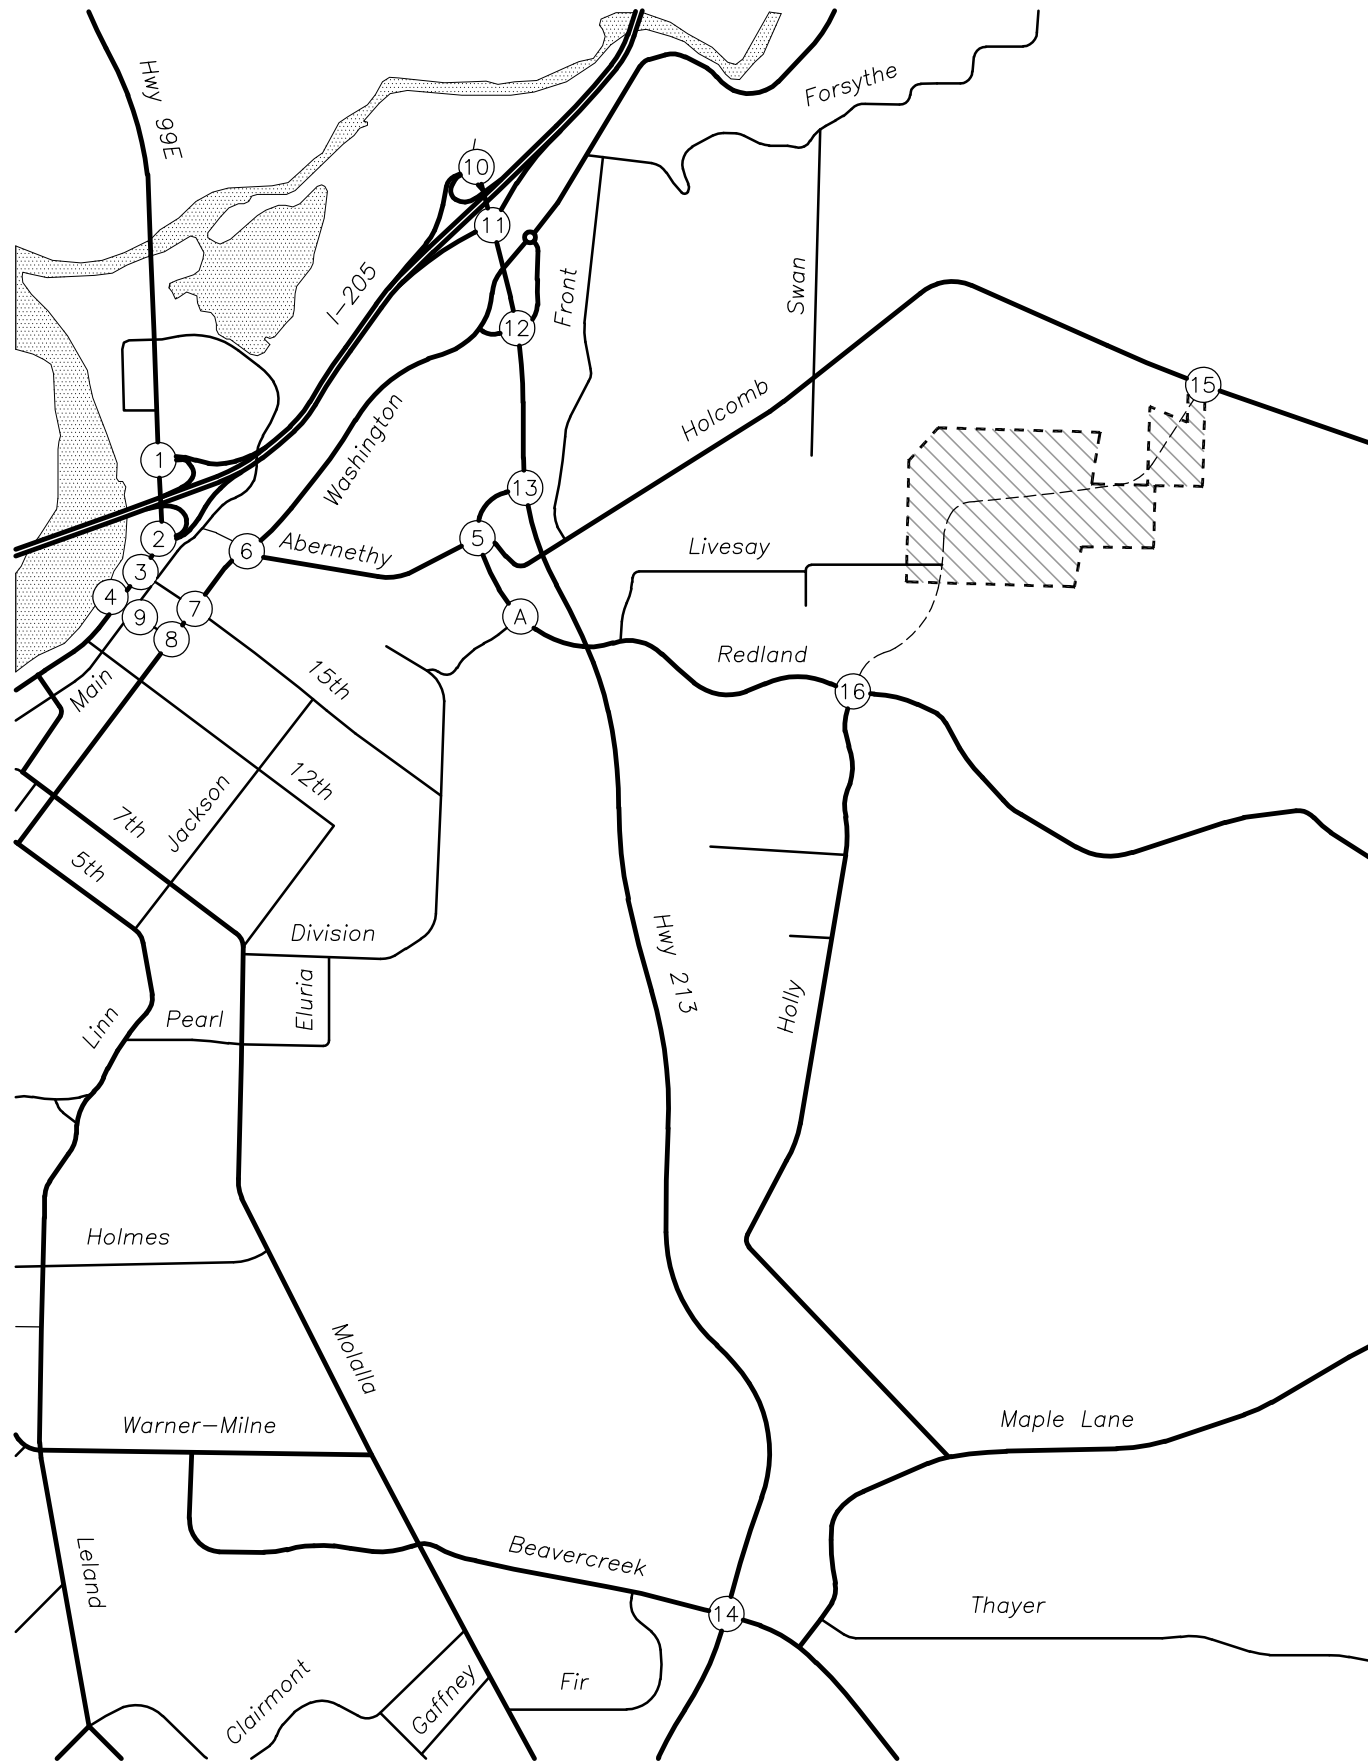 Hwy 99E
Forsythe
10
11
I-205
Front
Swan
12
15
Holcomb
Washington
1
13
2
5
6
Abernethy
Livesay
3
4
9
7
8
A
Redland
16
15th
Main
12th
Jackson
7th
5th
Division
Hwy 213
Eluria
Holly
Pearl
Linn
Holmes
Molalla
Maple Lane
Warner-Milne
Beavercreek
Leland
14
Thayer
Fir
Clairmont
Gaffney